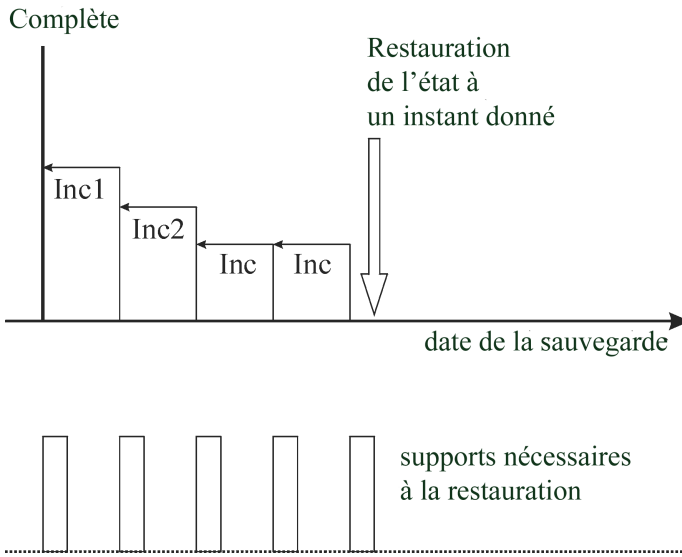 Complète
Restauration
de l'état à
un instant donné
Inc1
Inc2
Inc
Inc
date de la sauvegarde
supports nécessaires
à la restauration